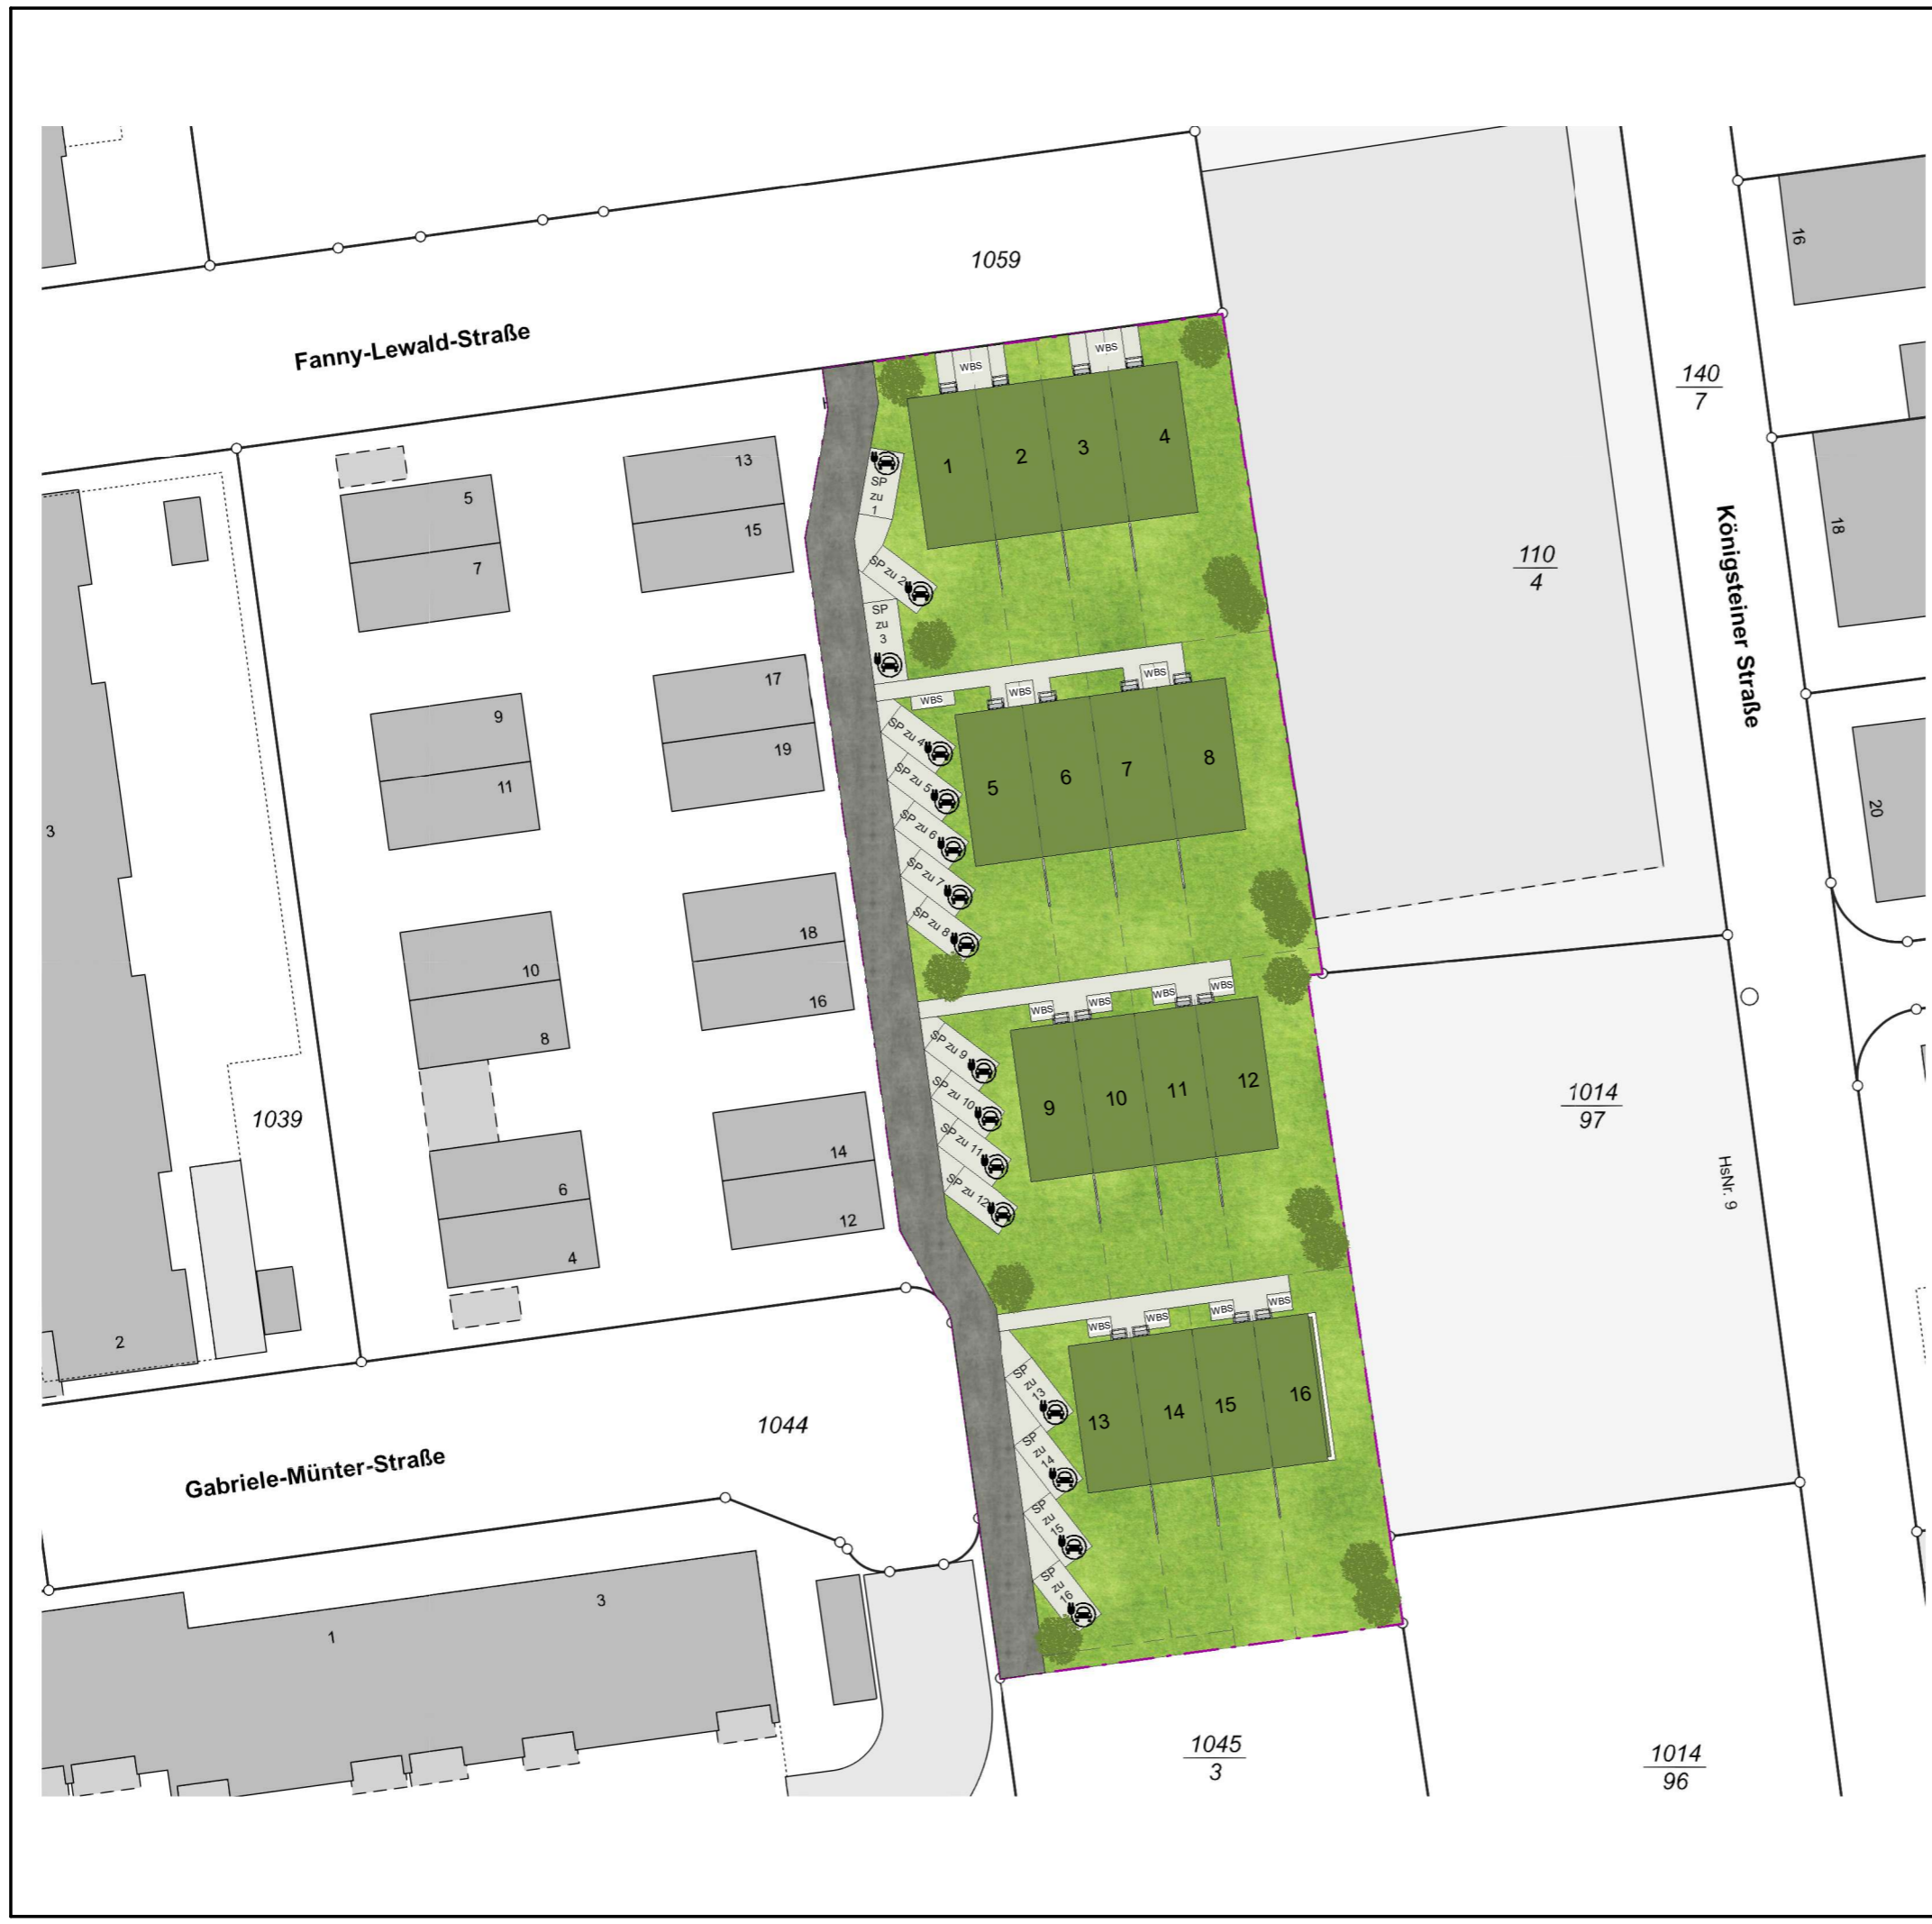 1059
Fanny-Lewald-Straße
16
WBS
WBS
140
7
1
2
3
4
13
5
SP
zu
1
15
7
18
Königsteiner Straße
110
4
SP zu 2
SP
zu
3
17
WBS
WBS
WBS
9
19
SP zu 4
SP zu 5
SP zu 6
SP zu 7
SP zu 8
5
6
7
8
11
3
20
18
10
16
8
WBS
WBS
WBS
WBS
SP zu 9
SP zu 10
SP zu 11
SP zu 12
9
10
11
12
1039
1014
97
HsNr. 9
14
6
12
4
2
WBS
WBS
WBS
WBS
SP
zu
13
SP
zu
14
SP
zu
15
SP
zu
16
13
14
15
16
1044
Gabriele-Münter-Straße
3
1
1045
3
1014
96